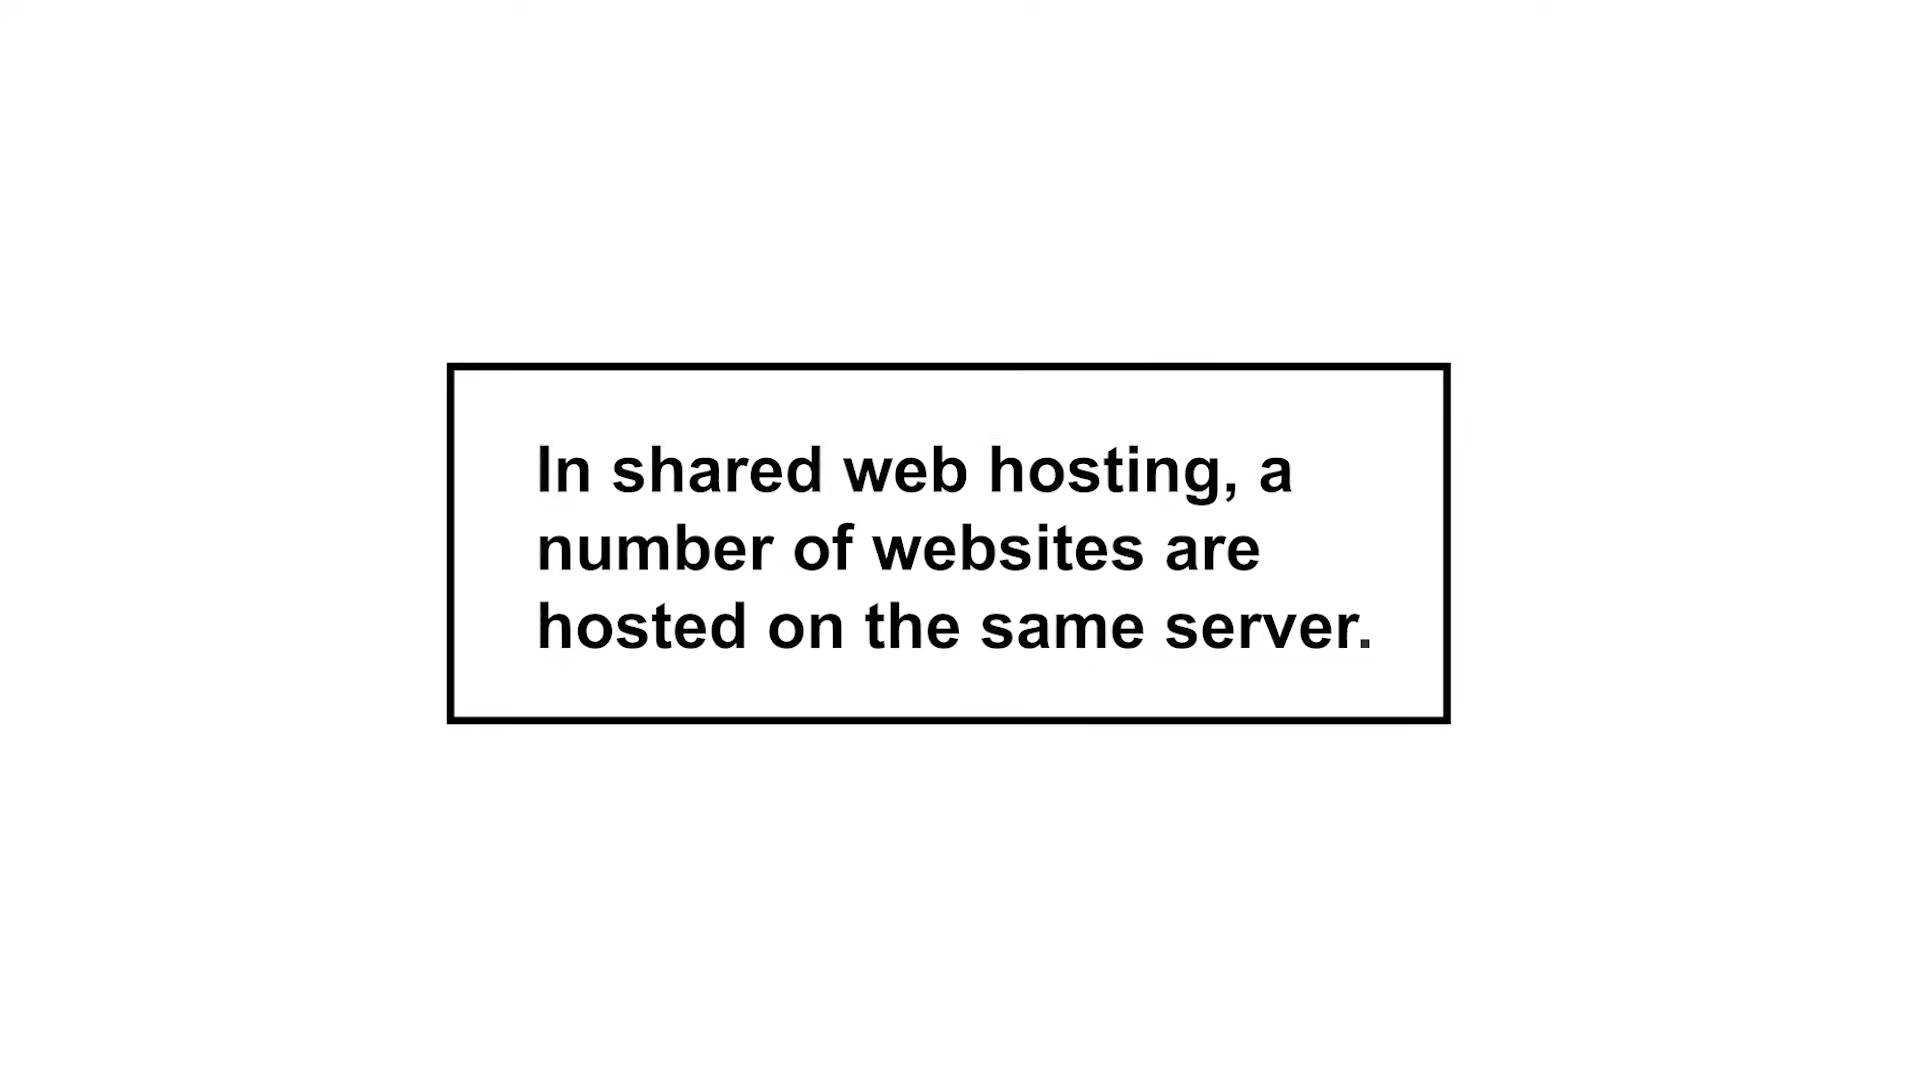 In shared web hosting, a
number of websites are
hosted on the same server.